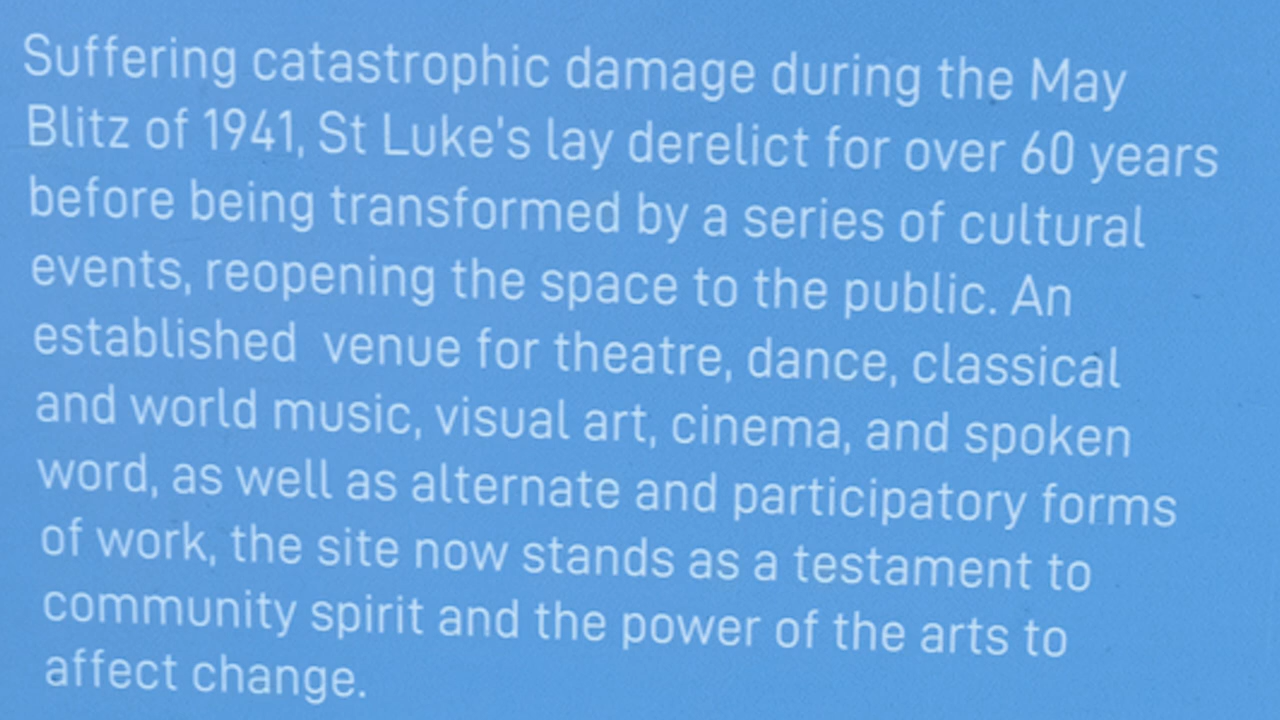 Suffering catastrophic damage during the May
Blitz of 1941, St Luke's lay derelict for over 60 years
before being transformed by a series of cultural
events, reopening the space to the public. An
established  venue for theatre, dance, classical
and world music, visual art, cinema, and spoken
word, as well as alternate and participatory forms
of work, the site now stands as a testament to
community spirit and the power of the arts to
affect change.